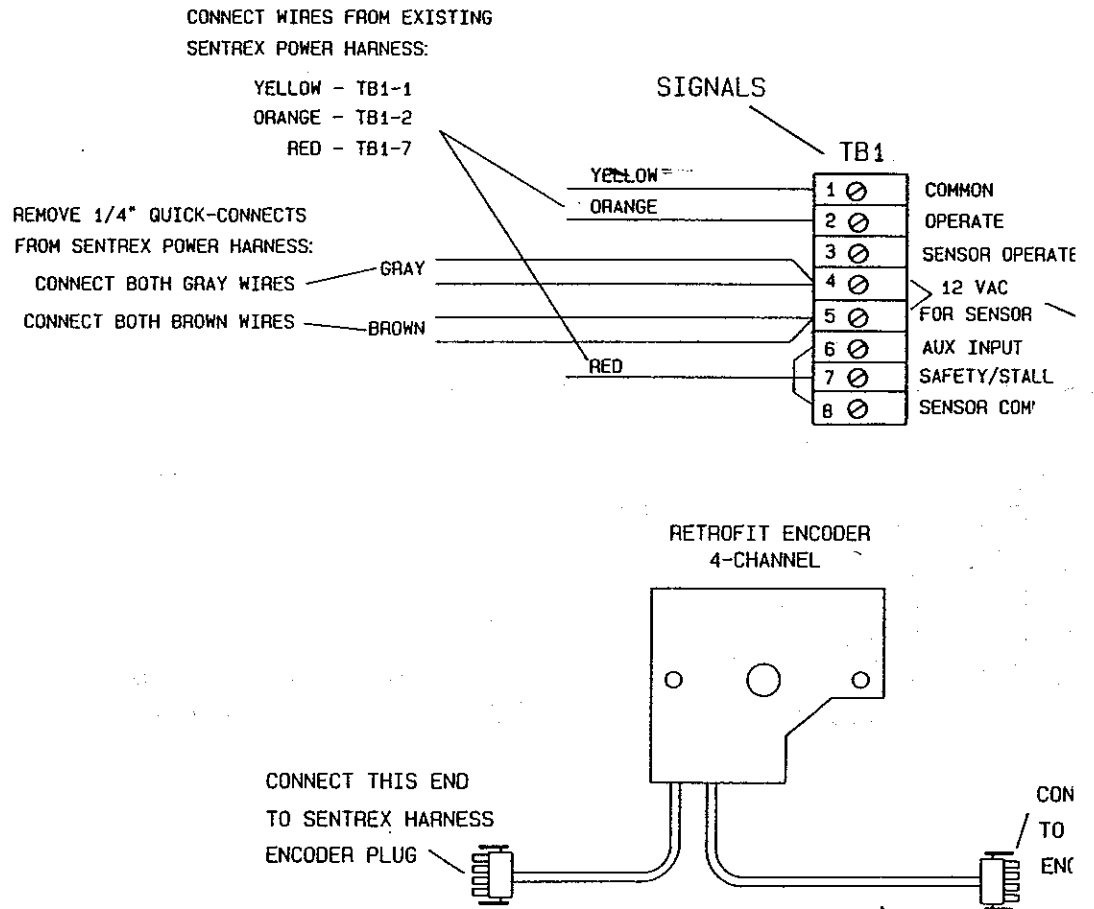 CONNECT WIRES FROM EXISTING
SENTREX POWER HARNESS:
YELLOW - TB1-1
ORANGE - TB1-2
RED - TB1-7
SIGNALS
TB1
YELLOW
ORANGE
REMOVE 1/4" QUICK-CONNECTS
FROM SENTREX POWER HARNESS:
CONNECT BOTH GRAY WIRES
GRAY
CONNECT BOTH BROWN WIRES
BROWN
RED
1 COMMON
2 OPERATE
3 SENSOR OPERATE
4 12 VAC
5 FOR SENSOR
6 AUX INPUT
7 SAFETY/STALL
8 SENSOR COM
RETROFIT ENCODER
4-CHANNEL
CONNECT THIS END
TO SENTREX HARNESS
ENCODER PLUG
CON
TO
EN